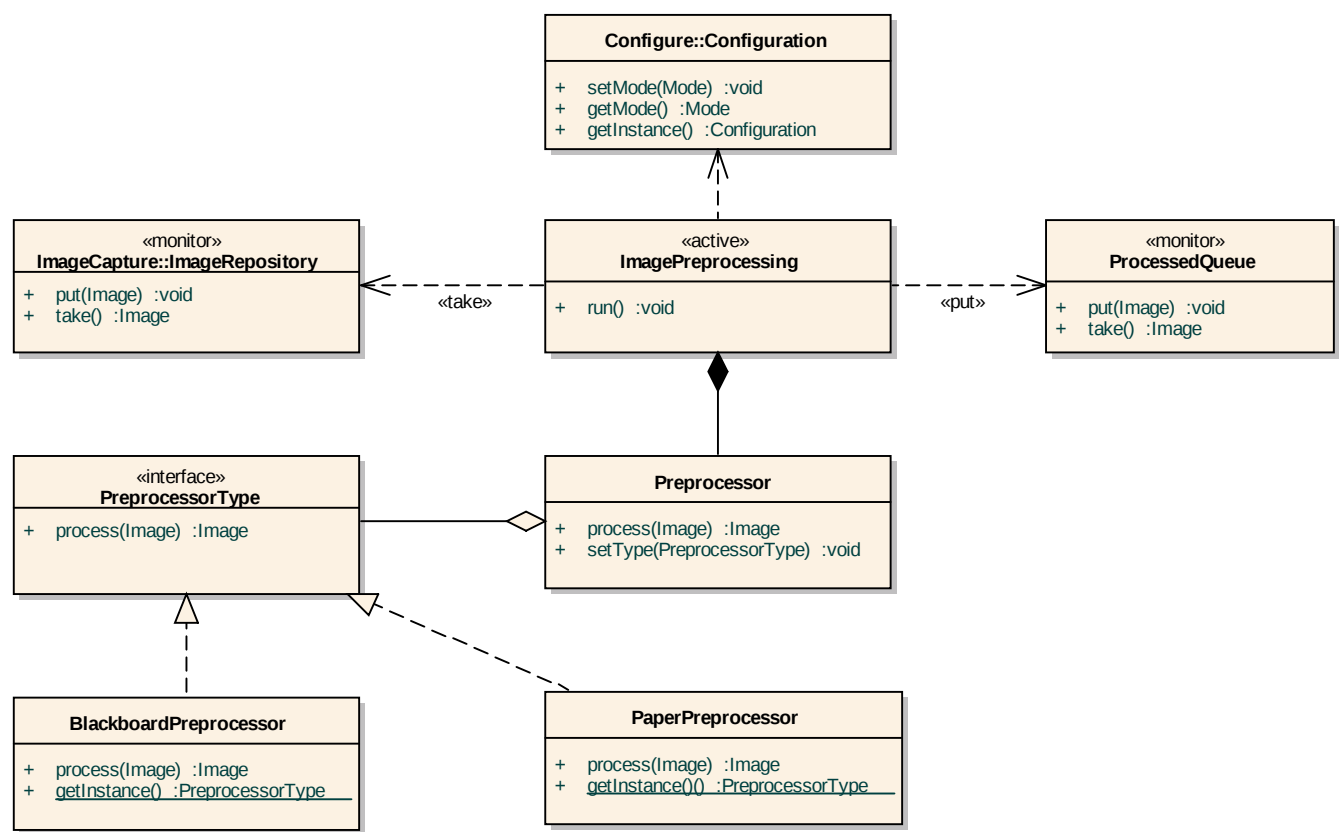 Configure::Configuration
+ setMode(Mode) :void
+ getMode() :Mode
+ getInstance() :Configuration
«monitor»
ImageCapture::ImageRepository
+ put(Image) :void
+ take() :Image
«take»
«active»
ImagePreprocessing
+ run() :void
«put»
«monitor»
ProcessedQueue
+ put(Image) :void
+ take() :Image
«interface»
PreprocessorType
+ process(Image) :Image
Preprocessor
+ process(Image) :Image
+ setType(PreprocessorType) :void
BlackboardPreprocessor
+ process(Image) :Image
+ getInstance() :PreprocessorType
PaperPreprocessor
+ process(Image) :Image
+ getInstance()() :PreprocessorType